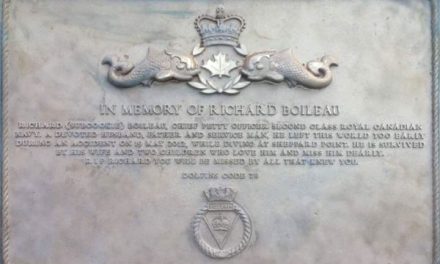 IN MEMORY OF RICHARD BOILEAU
RICHARD (SUBCOOKIE) BOILEAU, CHIEF PETTY OFFICER SECOND CLASS ROYAL CANADIAN
NAVY. A DEVOTED HUSBAND, FATHER AND SERVICE MAN, HE LEFT THIS WORLD TOO EARLY
DURING AN ACCIDENT ON 15 MAY 2012, WHILE DIVING AT SHEPPARD POINT. HE IS SURVIVED
BY HIS WIFE AND TWO CHILDREN WHO LOVE HIM AND MISS HIM DEARLY.
R.I.P RICHARD YOU WILL BE MISSED BY ALL THAT KNEW YOU.
DOLFINS CODE 78